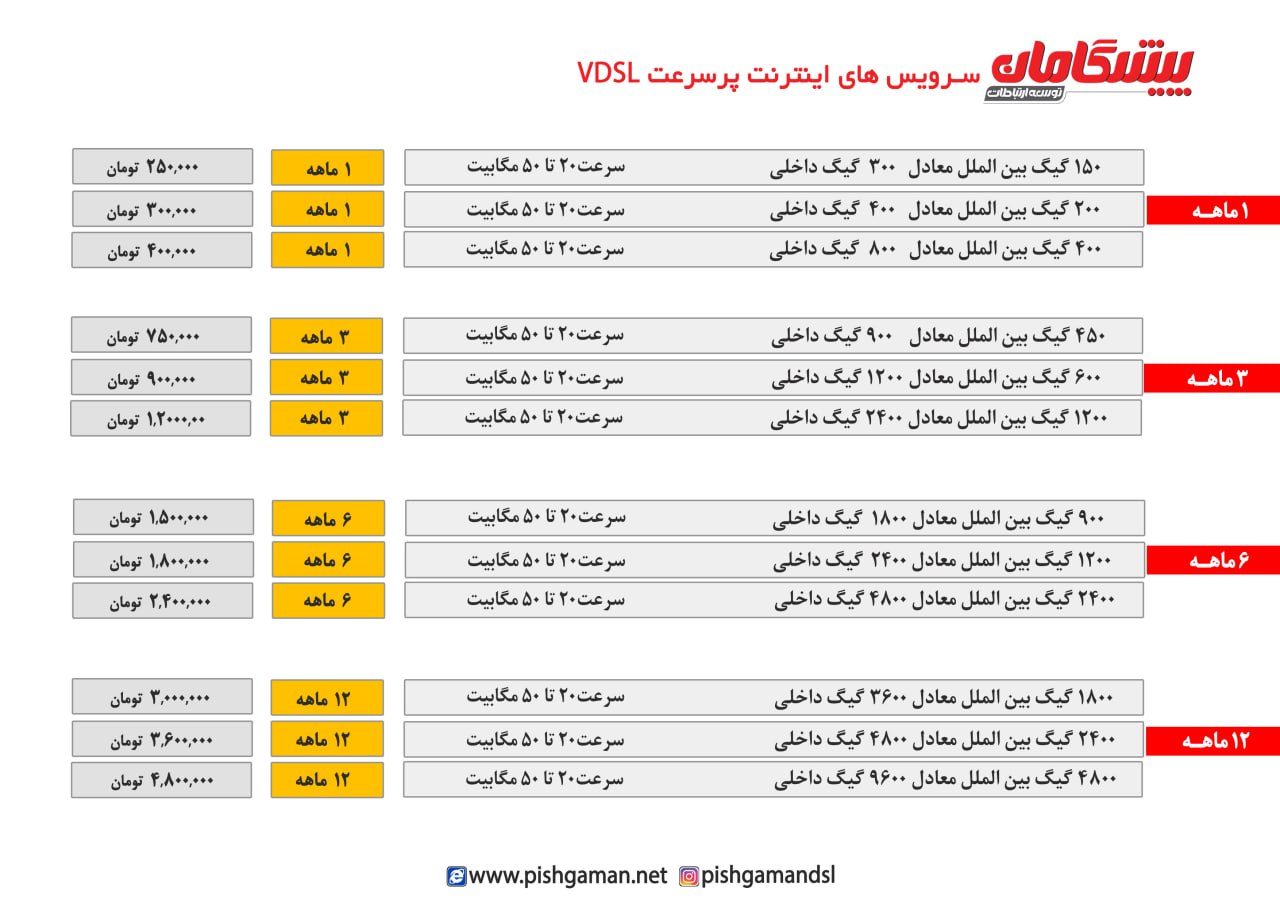 پیشگامان
توسعه ارتباطات
سرویس های اینترنت پرسرعت VDSL
۱ ماهه
۱۵۰ گیگ بین الملل معادل ۳۰۰ گیگ داخلی سرعت۲۰ تا ۵۰ مگابیت ۱ ماهه ۲۵۰,۰۰۰ تومان
۲۰۰ گیگ بین الملل معادل ۴۰۰ گیگ داخلی سرعت۲۰ تا ۵۰ مگابیت ۱ ماهه ۳۰۰,۰۰۰ تومان
۴۰۰ گیگ بین الملل معادل ۸۰۰ گیگ داخلی سرعت۲۰ تا ۵۰ مگابیت ۱ ماهه ۴۰۰,۰۰۰ تومان
۳ ماهه
۴۵۰ گیگ بین الملل معادل ۹۰۰ گیگ داخلی سرعت۲۰ تا ۵۰ مگابیت ۳ ماهه ۷۵۰,۰۰۰ تومان
۶۰۰ گیگ بین الملل معادل ۱۲۰۰ گیگ داخلی سرعت۲۰ تا ۵۰ مگابیت ۳ ماهه ۹۰۰,۰۰۰ تومان
۱۲۰۰ گیگ بین الملل معادل ۲۴۰۰ گیگ داخلی سرعت۲۰ تا ۵۰ مگابیت ۳ ماهه ۱,۲۰۰۰,۰۰ تومان
۶ ماهه
۹۰۰ گیگ بین الملل معادل ۱۸۰۰ گیگ داخلی سرعت۲۰ تا ۵۰ مگابیت ۶ ماهه ۱,۵۰۰,۰۰۰ تومان
۱۲۰۰ گیگ بین الملل معادل ۲۴۰۰ گیگ داخلی سرعت۲۰ تا ۵۰ مگابیت ۶ ماهه ۱,۸۰۰,۰۰۰ تومان
۲۴۰۰ گیگ بین الملل معادل ۴۸۰۰ گیگ داخلی سرعت۲۰ تا ۵۰ مگابیت ۶ ماهه ۲,۴۰۰,۰۰۰ تومان
۱۲ ماهه
۱۸۰۰ گیگ بین الملل معادل ۳۶۰۰ گیگ داخلی سرعت۲۰ تا ۵۰ مگابیت ۱۲ ماهه ۳,۰۰۰,۰۰۰ تومان
۲۴۰۰ گیگ بین الملل معادل ۴۸۰۰ گیگ داخلی سرعت۲۰ تا ۵۰ مگابیت ۱۲ ماهه ۳,۶۰۰,۰۰۰ تومان
۴۸۰۰ گیگ بین الملل معادل ۹۶۰۰ گیگ داخلی سرعت۲۰ تا ۵۰ مگابیت ۱۲ ماهه ۴,۸۰۰,۰۰۰ تومان
www.pishgaman.net pishgamandsl